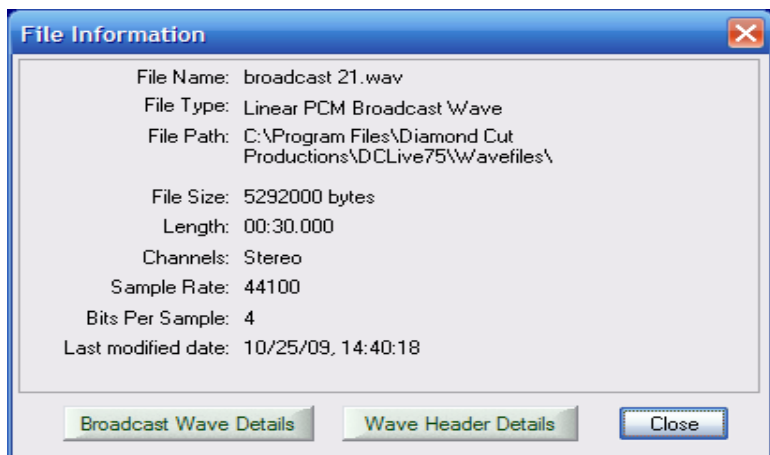 File Information
File Name: broadcast 21.wav
File Type: Linear PCM Broadcast Wave
File Path: C:\Program Files\Diamond Cut
Productions\DCLive75\Wavefiles\
File Size: 5292000 bytes
Length: 00:30.000
Channels: Stereo
Sample Rate: 44100
Bits Per Sample: 4
Last modified date: 10/25/09, 14:40:18
Broadcast Wave Details
Wave Header Details
Close